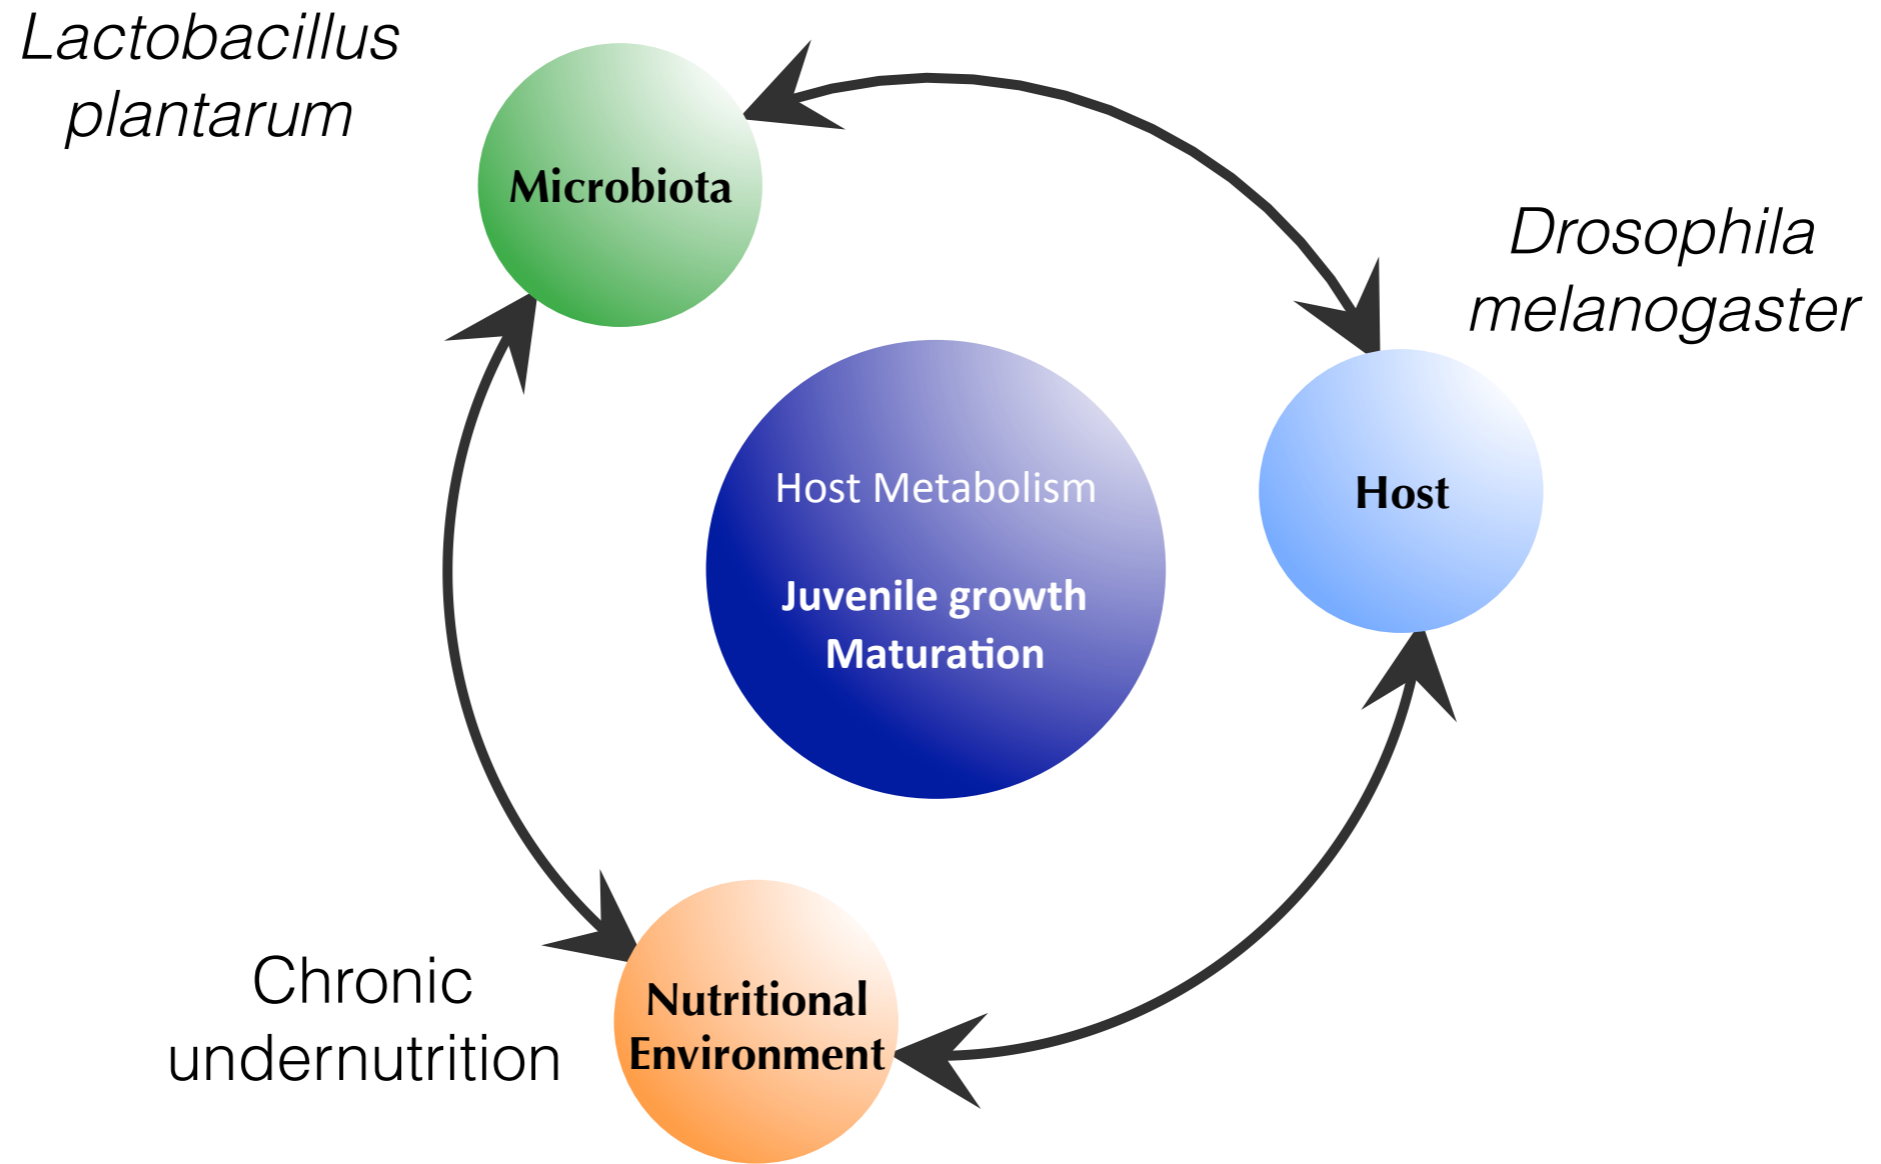 Lactobacillus
plantarum
Microbiota
Drosophila
melanogaster
Host
Host Metabolism
Juvenile growth
Maturation
Chronic
undernutrition
Nutritional
Environment